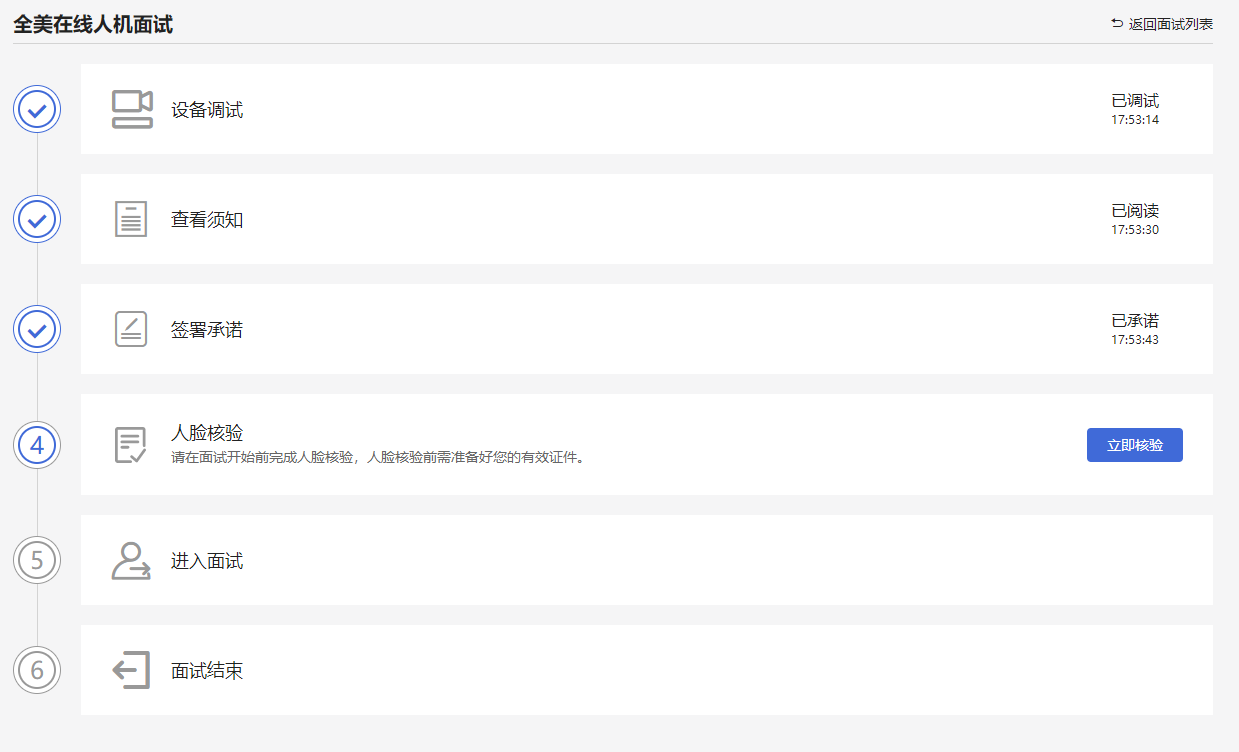 全美在线人机面试
返回面试列表
设备调试
已调试
17:53:14
查看须知
已阅读
17:53:30
签署承诺
已承诺
17:53:43
4
人脸核验
请在面试开始前完成人脸核验，人脸核验前需准备好您的有效证件。
立即核验
5
进入面试
6
面试结束